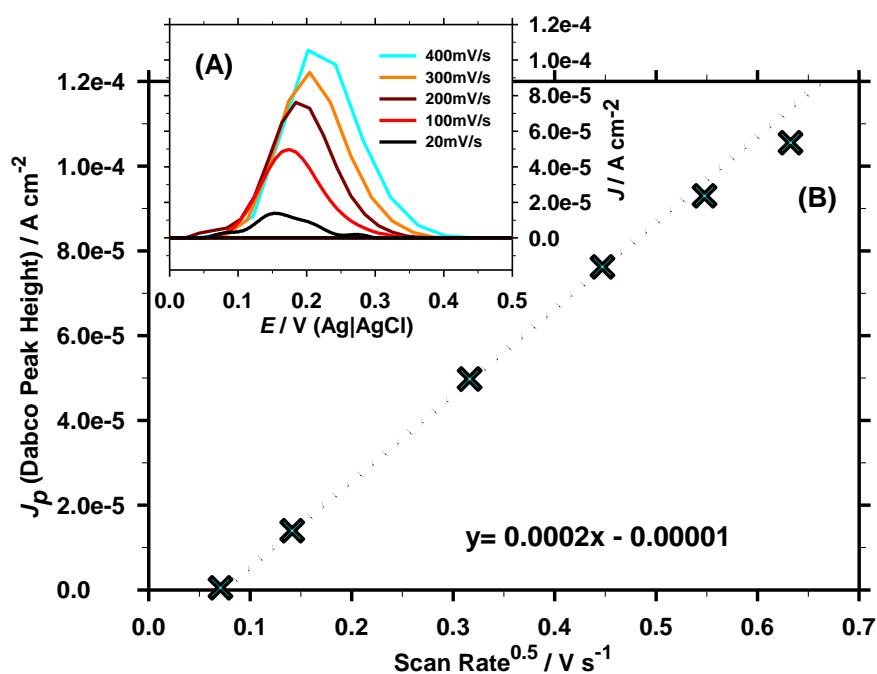 (A)
400mV/s
300mV/s
200mV/s
100mV/s
20mV/s
1.2e-4
1.0e-4
8.0e-5
6.0e-5
4.0e-5
2.0e-5
0.0
J / A cm-2
0.0 0.1 0.2 0.3 0.4 0.5
E / V (Ag|AgCl)
(B)
1.2e-4
1.0e-4
8.0e-5
6.0e-5
4.0e-5
2.0e-5
0.0
Jp (Dabco Peak Height) / A cm-2
y= 0.0002x - 0.00001
0.0 0.1 0.2 0.3 0.4 0.5 0.6 0.7
Scan Rate0.5 / V s-1